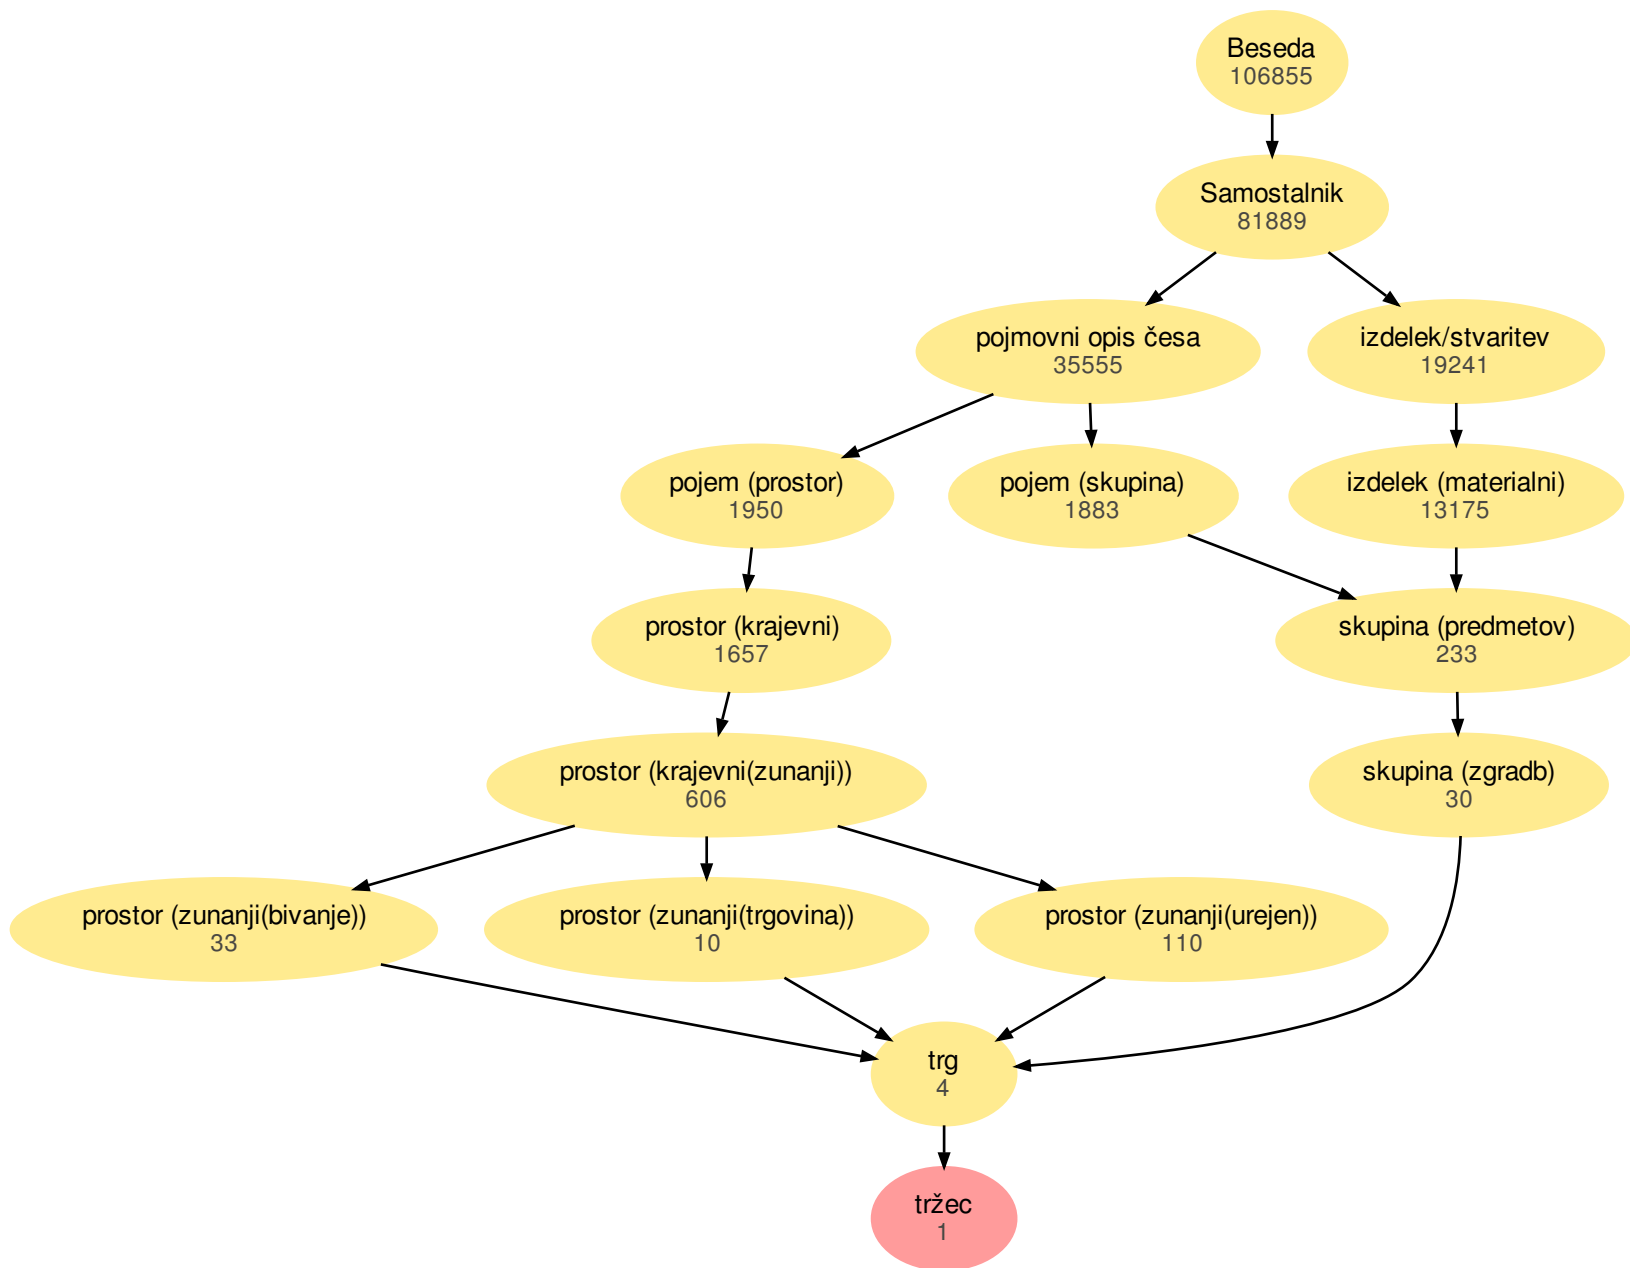 Beseda
106855
Samostalnik
81889
pojmovni opis česa
35555
izdelek/stvaritev
19241
pojem (prostor)
1950
pojem (skupina)
1883
izdelek (materialni)
13175
prostor (krajevni)
1657
skupina (predmetov)
233
prostor (krajevni(zunanji))
606
skupina (zgradb)
30
prostor (zunanji(bivanje))
33
prostor (zunanji(trgovina))
10
prostor (zunanji(urejen))
110
trg
4
tržec
1